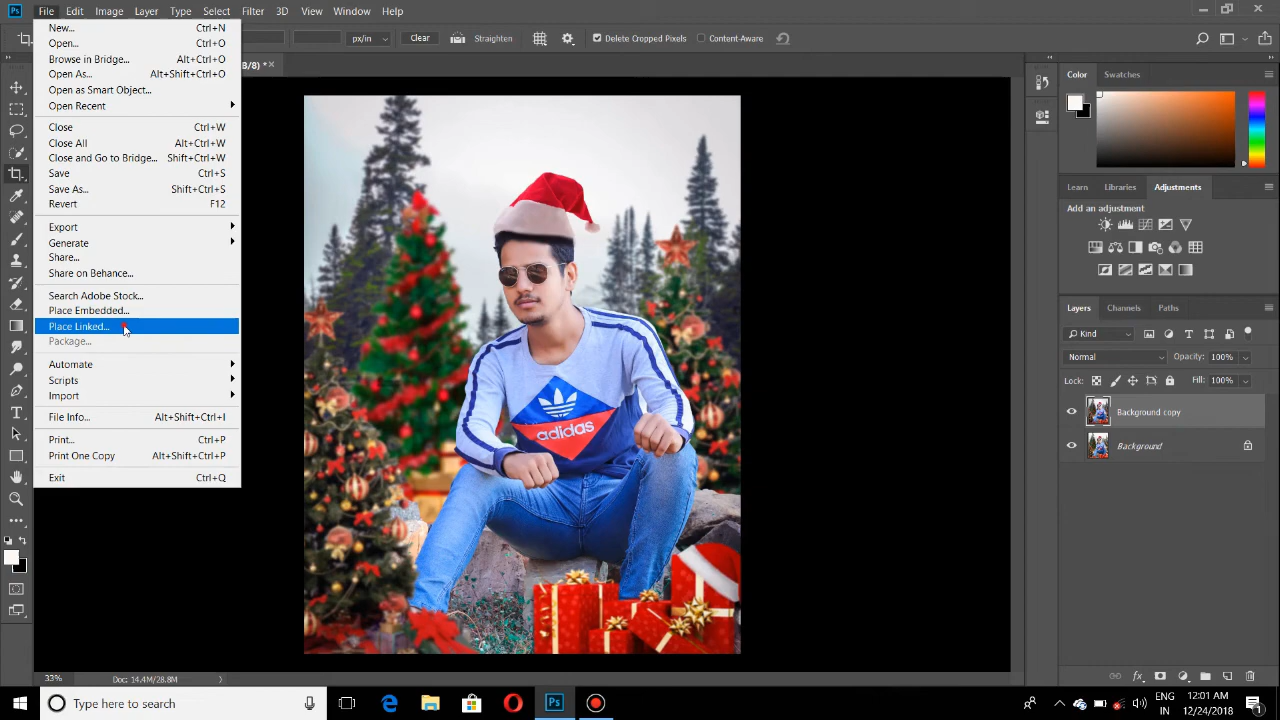 Ps File Edit Image Layer Type Select Filter 3D View Window Help
px/in Clear Straighten Delete Cropped Pixels Content-Aware
B/8) *
New... Ctrl+N
Open... Ctrl+O
Browse in Bridge... Alt+Ctrl+O
Open As... Alt+Shift+Ctrl+O
Open as Smart Object...
Open Recent
Close Ctrl+W
Close All Alt+Ctrl+W
Close and Go to Bridge... Shift+Ctrl+W
Save Ctrl+S
Save As... Shift+Ctrl+S
Revert F12
Export
Generate
Share...
Share on Behance...
Search Adobe Stock...
Place Embedded...
Place Linked...
Package...
Automate
Scripts
Import
File Info... Alt+Shift+Ctrl+I
Print... Ctrl+P
Print One Copy Alt+Shift+Ctrl+P
Exit Ctrl+Q
adidas
Color Swatches
Learn Libraries Adjustments
Add an adjustment
Layers Channels Paths
Kind
Normal Opacity: 100%
Lock: Fill: 100%
Background copy
Background
33% Doc: 14.4M/28.8M
Type here to search
Ps
ENG
IN
12:01 AM
12/24/2018